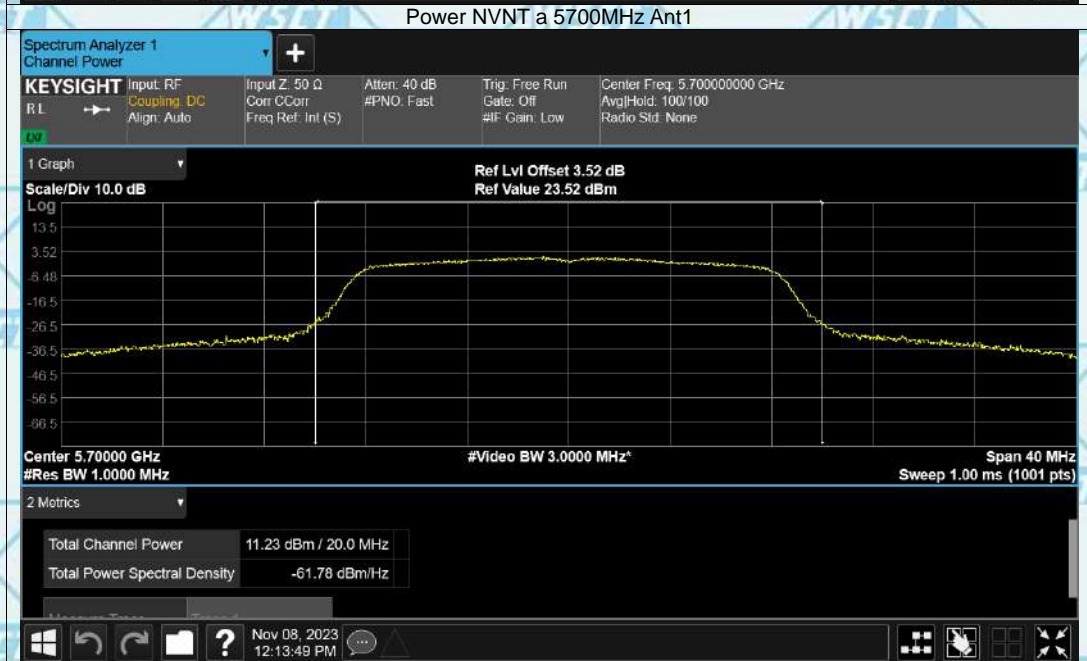 Power NVNT a 5700MHz Ant1
Spectrum Analyzer 1
Channel Power
KEYSIGHT
R L
LXI
Input: RF
Coupling: DC
Align: Auto
Input Z: 50 Ω
Corr CCorr
Freq Ref: Int (S)
Atten: 40 dB
#PNO: Fast
Trig: Free Run
Gate: Off
#IF Gain: Low
Center Freq: 5.700000000 GHz
Avg|Hold: 100/100
Radio Std: None
1 Graph
Scale/Div 10.0 dB
Ref Lvl Offset 3.52 dB
Ref Value 23.52 dBm
Log
13.5
3.52
-6.48
-16.5
-26.5
-36.5
-46.5
-56.5
-66.5
Center 5.70000 GHz
#Res BW 1.0000 MHz
#Video BW 3.0000 MHz*
Span 40 MHz
Sweep 1.00 ms (1001 pts)
2 Metrics
Total Channel Power 11.23 dBm / 20.0 MHz
Total Power Spectral Density -61.78 dBm/Hz
Nov 08, 2023
12:13:49 PM